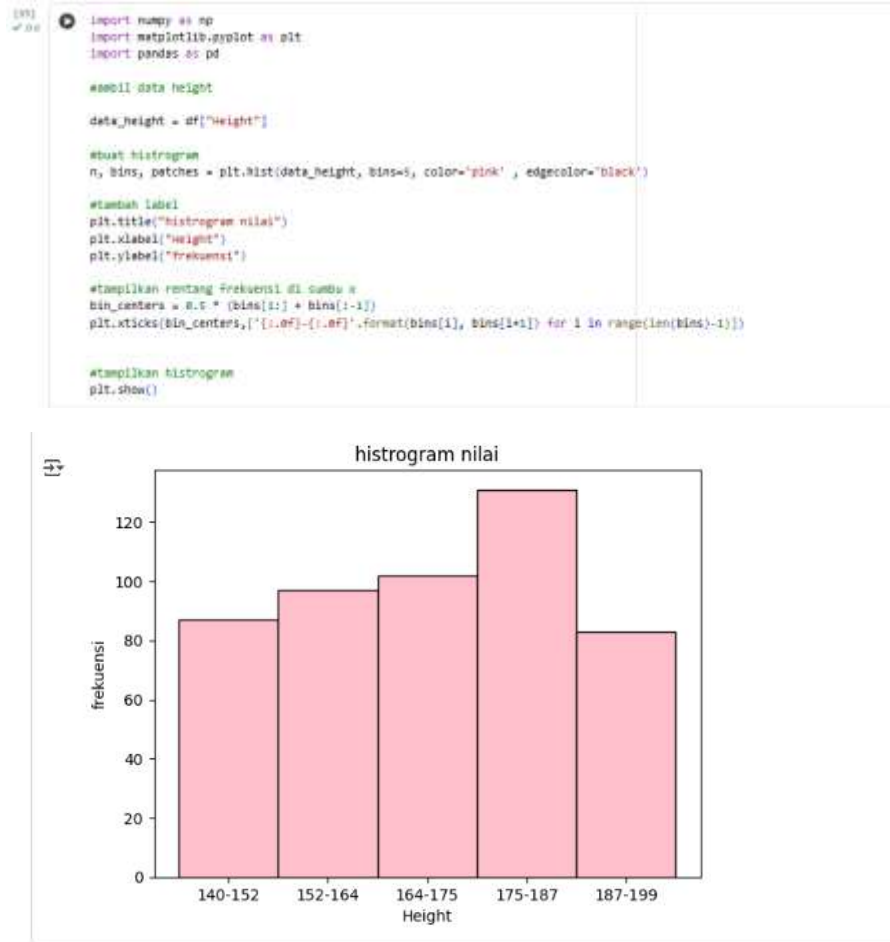 import numpy as np
import matplotlib.pyplot as plt
import pandas as pd
#ambil data height
data_height = df["Height"]
#buat histrogram
n, bins, patches = plt.hist(data_height, bins=5, color='pink' , edgecolor='black')
#tambah label
plt.title("histrogram nilai")
plt.xlabel("Height")
plt.ylabel("frekuensi")
#tampilkan rentang frekuensi di sumbu x
bin_centers = 0.5 * (bins[1:] + bins[:-1])
plt.xticks(bin_centers,['{:.0f}-{:.0f}'.format(bins[i], bins[i+1]) for i in range(len(bins)-1)])
#tampilkan histrogram
plt.show()
histrogram nilai
120
100
80
60
40
20
0
frekuensi
140-152 152-164 164-175 175-187 187-199
Height